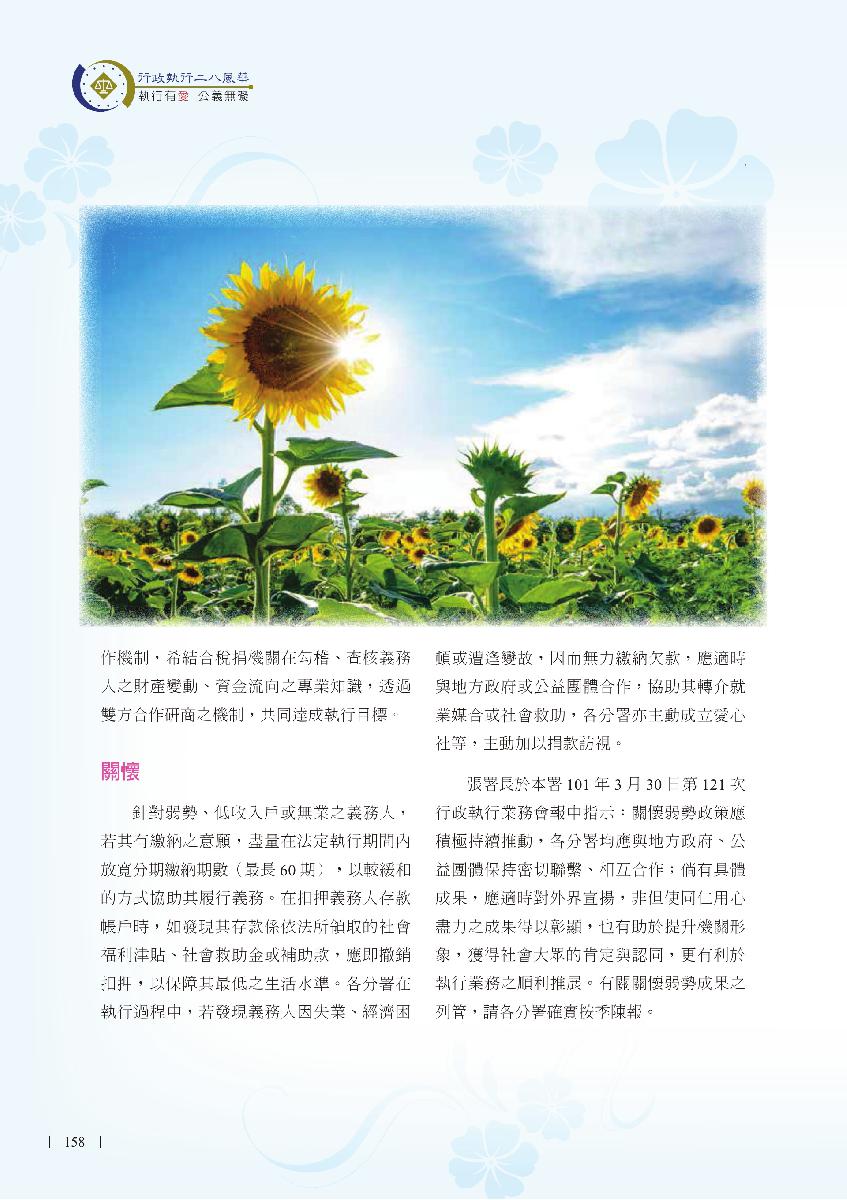 行政執行二八風華
執行有愛 公義無礙
作機制，希結合稅捐機關在勾稽、查核義務
人之財產變動、資金流向之專業知識，透過
雙方合作研商之機制，共同達成執行目標。
關懷
針對弱勢、低收入戶或無業之義務人，
若其有繳納之意願，盡量在法定執行期間內
放寬分期繳納期數（最長 60 期），以較緩和
的方式協助其履行義務。在扣押義務人存款
帳戶時，如發現其存款係依法所領取的社會
福利津貼、社會救助金或補助款，應即撤銷
扣押，以保障其最低之生活水準。各分署在
執行過程中，若發現義務人因失業、經濟困
頓或遭逢變故，因而無力繳納欠款，應適時
與地方政府或公益團體合作，協助其轉介就
業媒合或社會救助，各分署亦主動成立愛心
社等，主動加以捐款訪視。
張署長於本署 101 年 3 月 30 日第 121 次
行政執行業務會報中指示：關懷弱勢政策應
積極持續推動，各分署均應與地方政府、公
益團體保持密切聯繫、相互合作；倘有具體
成果，應適時對外界宣揚，非但使同仁用心
盡力之成果得以彰顯，也有助於提升機關形
象，獲得社會大眾的肯定與認同，更有利於
執行業務之順利推展。有關關懷弱勢成果之
列管，請各分署確實按季陳報。
158